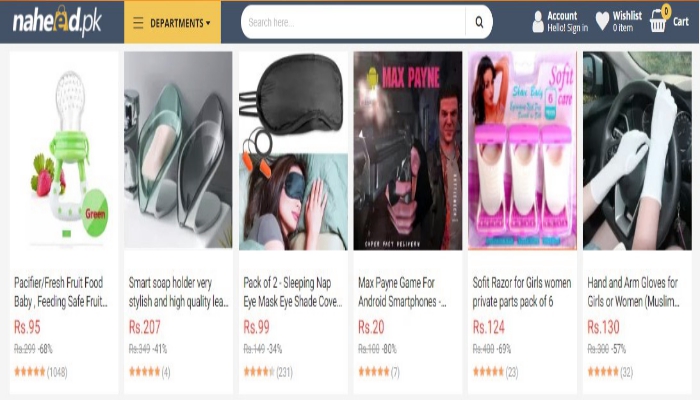 naheed.pk
DEPARTMENTS
Search here...
Account
Hello! Sign in
Wishlist
0 item
0
Cart
Green
MAX PAYNE
Sofit
care
6
Pacifier/Fresh Fruit Food
Baby , Feeding Safe Fruit...
Rs.95
Rs.299 -68%
(1048)
Smart soap holder very
stylish and high quality lea...
Rs.207
Rs.349 -41%
(4)
Pack of 2 - Sleeping Nap
Eye Mask Eye Shade Cove...
Rs.99
Rs.149 -34%
(231)
Max Payne Game For
Android Smartphones -...
Rs.20
Rs.100 -80%
(7)
Sofit Razor for Girls women
private parts pack of 6
Rs.124
Rs.400 -69%
(23)
Hand and Arm Gloves for
Girls or Women (Muslim...
Rs.130
Rs.300 -57%
(32)